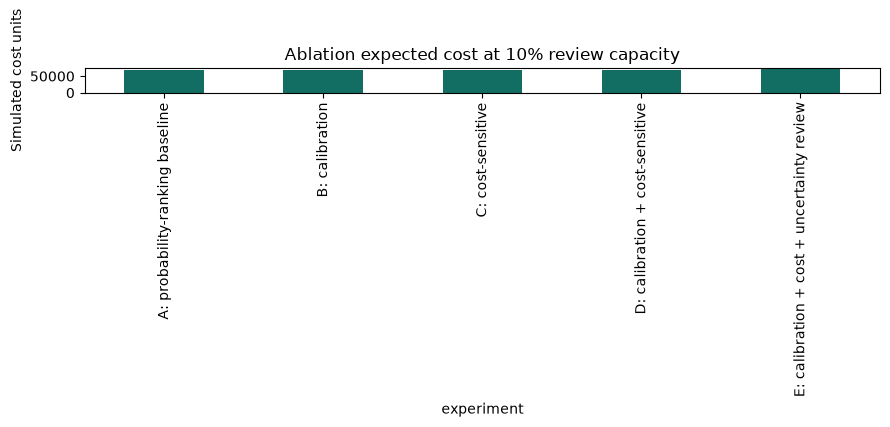 Ablation expected cost at 10% review capacity
Simulated cost units
50000
0
A: probability-ranking baseline
B: calibration
C: cost-sensitive
D: calibration + cost-sensitive
E: calibration + cost + uncertainty review
experiment